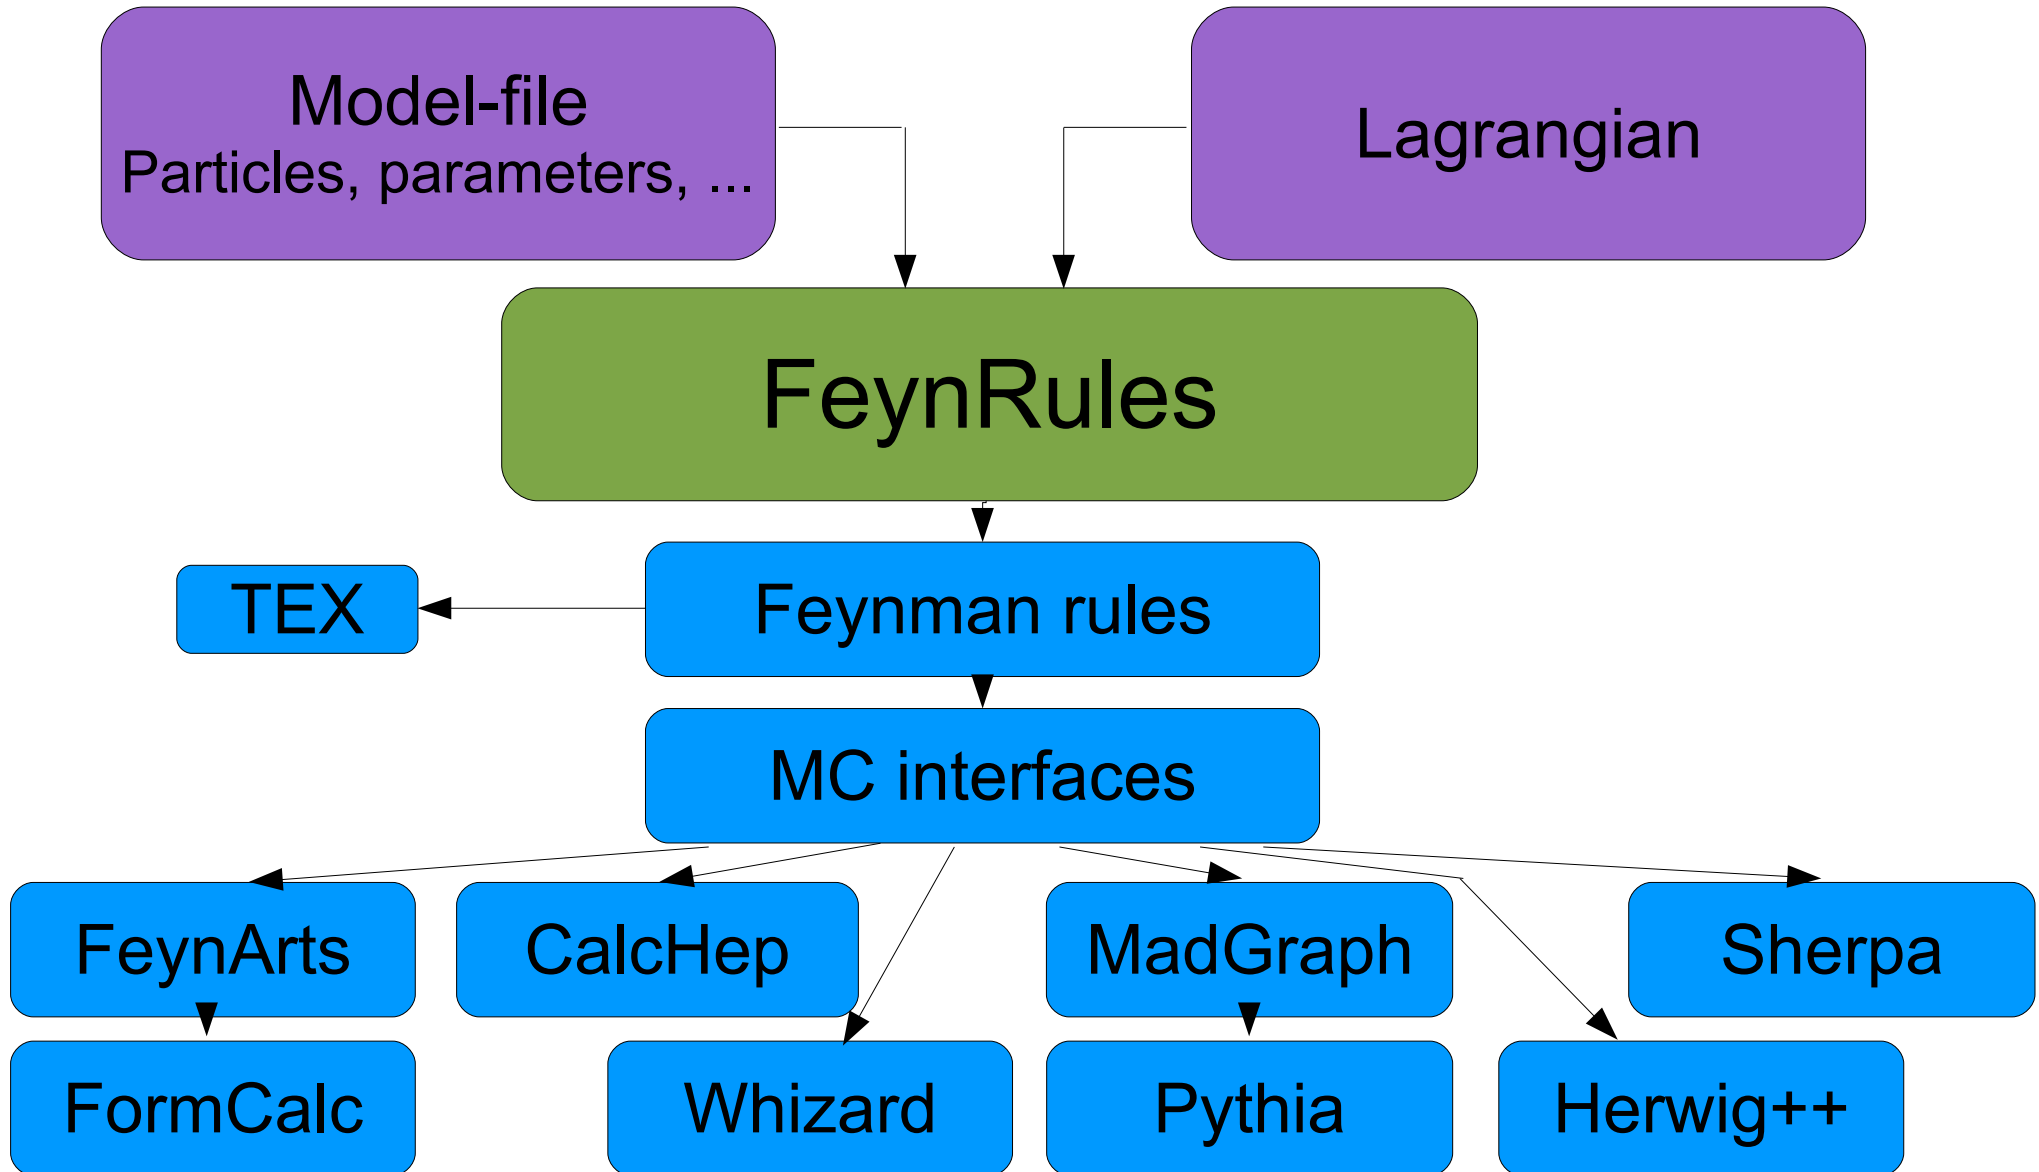 Model-file
Particles, parameters, ...
Lagrangian
FeynRules
TEX
Feynman rules
MC interfaces
FeynArts
CalcHep
MadGraph
Sherpa
FormCalc
Whizard
Pythia
Herwig++